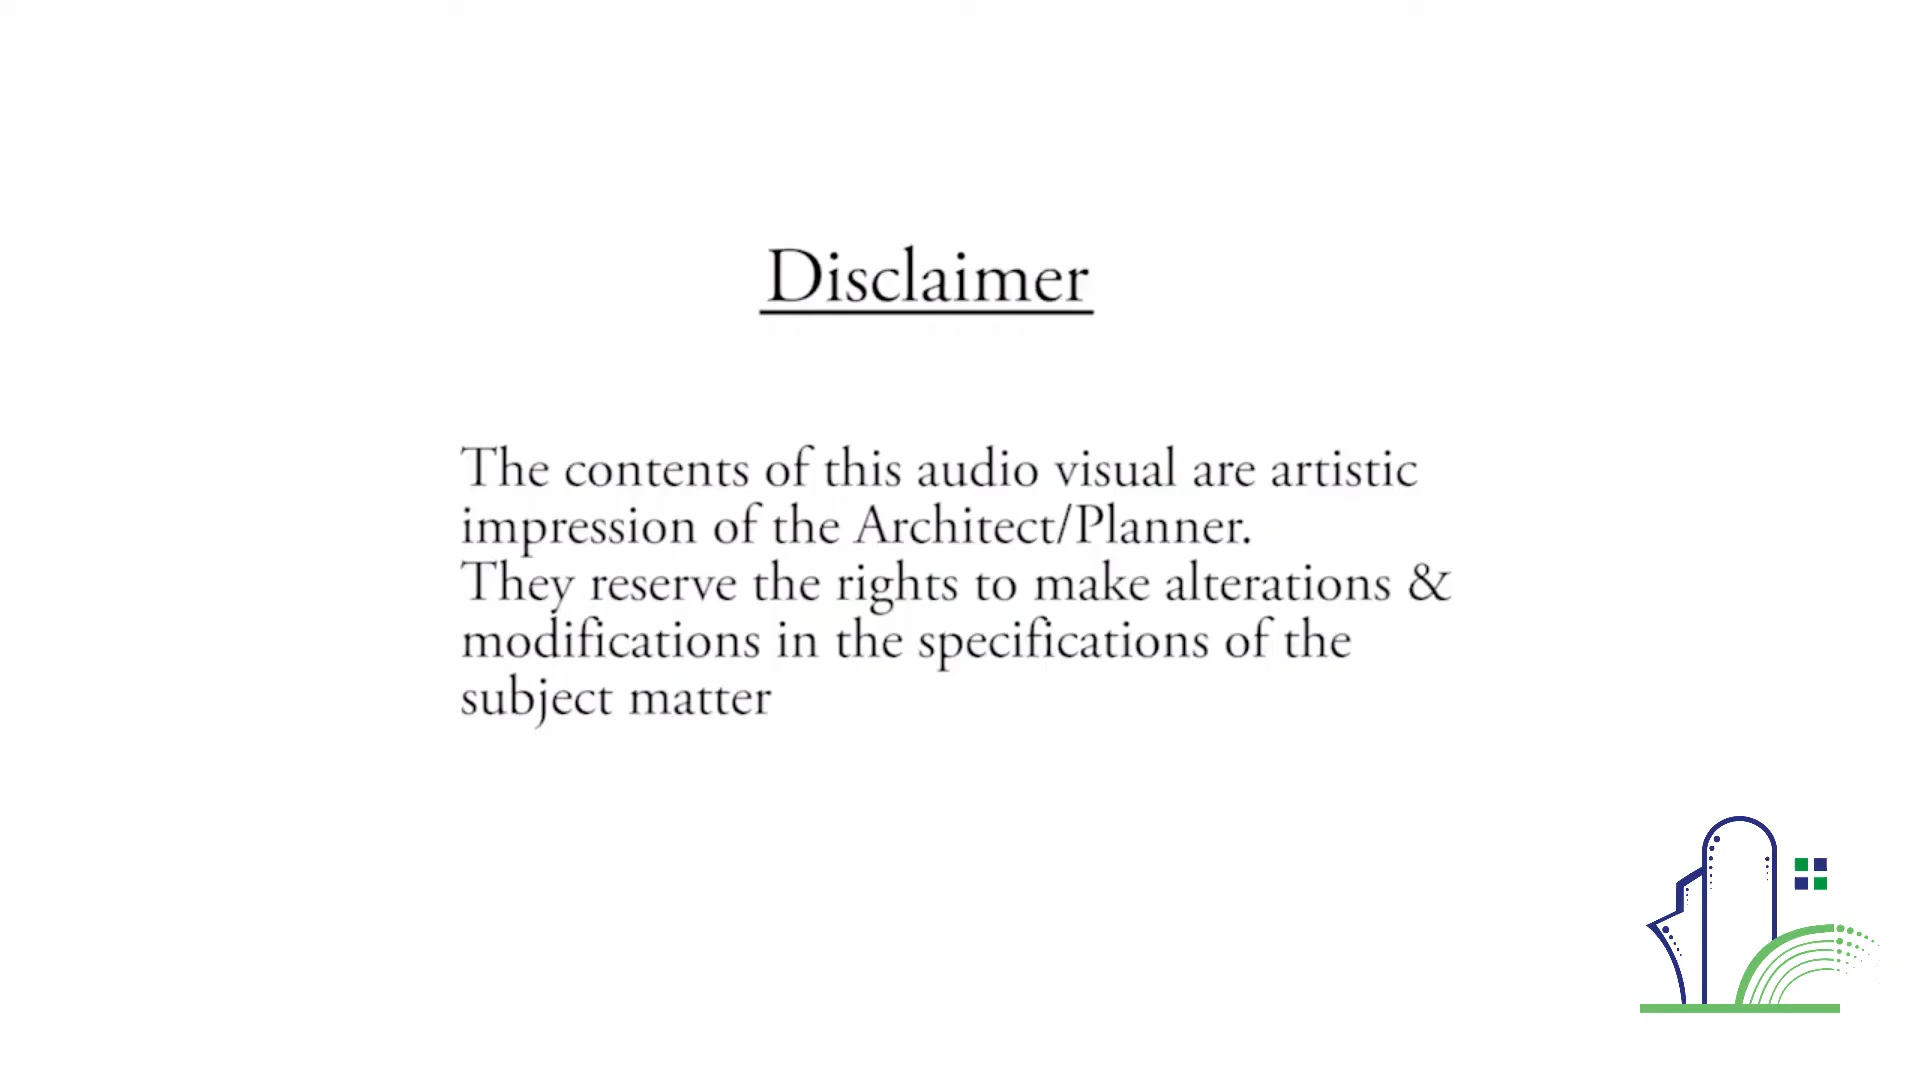 Disclaimer
The contents of this audio visual are artistic
impression of the Architect/Planner.
They reserve the rights to make alterations &
modifications in the specifications of the
subject matter